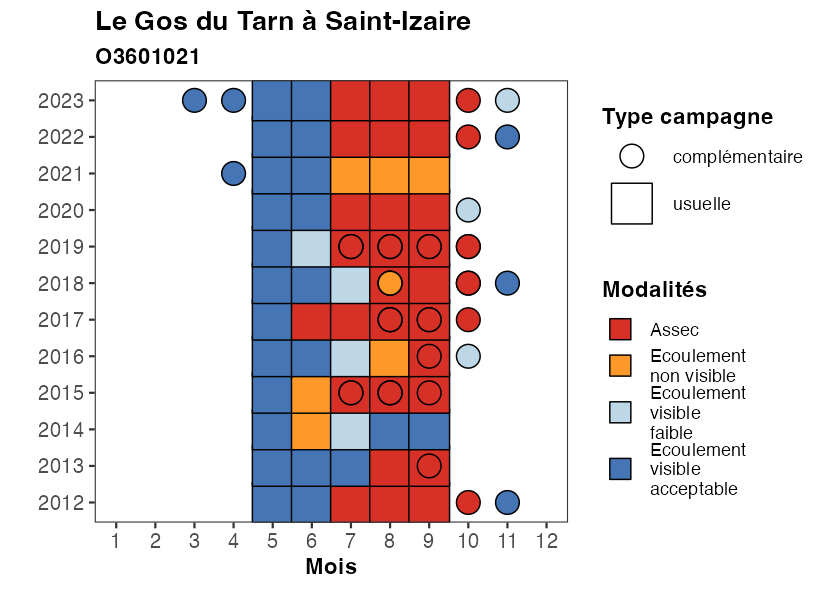 Le Gos du Tarn à Saint-Izaire
O3601021
2023
2022
2021
2020
2019
2018
2017
2016
2015
2014
2013
2012
1 2 3 4 5 6 7 8 9 10 11 12
Mois
Type campagne
complémentaire
usuelle
Modalités
Assec
Ecoulement
non visible
Ecoulement
visible
faible
Ecoulement
visible
acceptable